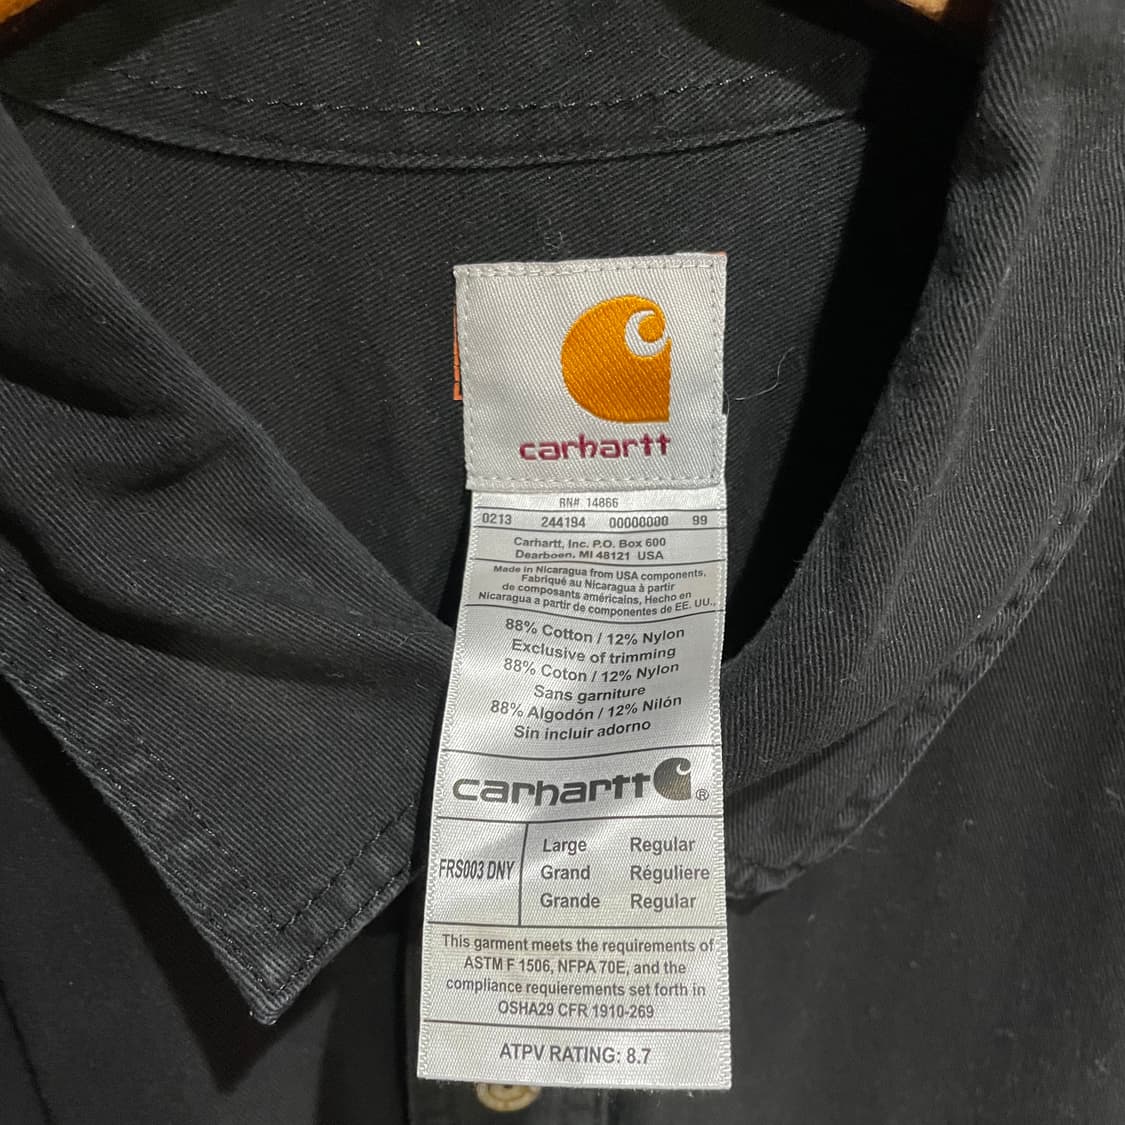 carhartt
RN# 14866
0213 244194 00000000 99
Carhartt, Inc. P.O. Box 600
Dearboen. MI 48121 USA
Made in Nicaragua from USA components,
Fabriqué au Nicaragua à partir
de composants américains, Hecho en
Nicaragua a partir de componentes de EE. UU.,
88% Cotton / 12% Nylon
Exclusive of trimming
88% Coton / 12% Nylon
Sans garniture
88% Algodón / 12% Nilón
Sin incluir adorno
carhartt ®
FRS003 DNY
Large Regular
Grand Réguliere
Grande Regular
This garment meets the requirements of
ASTM F 1506, NFPA 70E, and the
compliance requierements set forth in
OSHA29 CFR 1910-269
ATPV RATING: 8.7